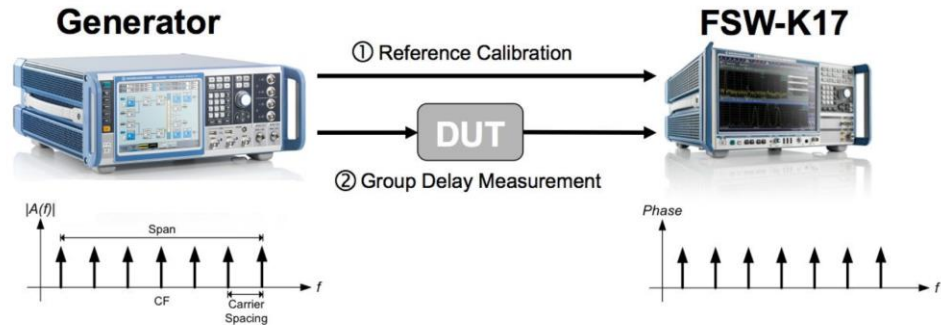 Generator
FSW-K17
① Reference Calibration
DUT
② Group Delay Measurement
|A(f)|
Span
f
CF
Carrier
Spacing
Phase
f